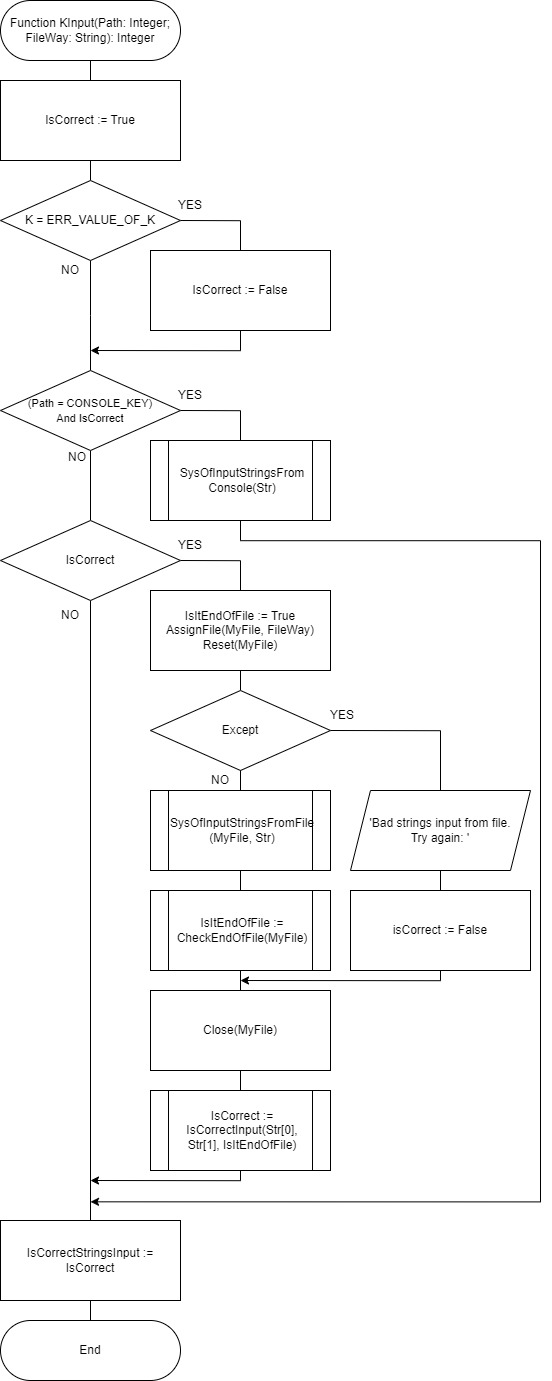 Function KInput(Path: Integer;
FileWay: String): Integer
IsCorrect := True
K = ERR_VALUE_OF_K
YES
NO
IsCorrect := False
(Path = CONSOLE_KEY)
And IsCorrect
YES
NO
SysOfInputStringsFrom
Console(Str)
IsCorrect
YES
NO
IsItEndOfFile := True
AssignFile(MyFile, FileWay)
Reset(MyFile)
Except
YES
NO
SysOfInputStringsFromFile
(MyFile, Str)
'Bad strings input from file.
Try again: '
IsItEndOfFile :=
CheckEndOfFile(MyFile)
isCorrect := False
Close(MyFile)
IsCorrect :=
IsCorrectInput(Str[0],
Str[1], IsItEndOfFile)
IsCorrectStringsInput :=
IsCorrect
End